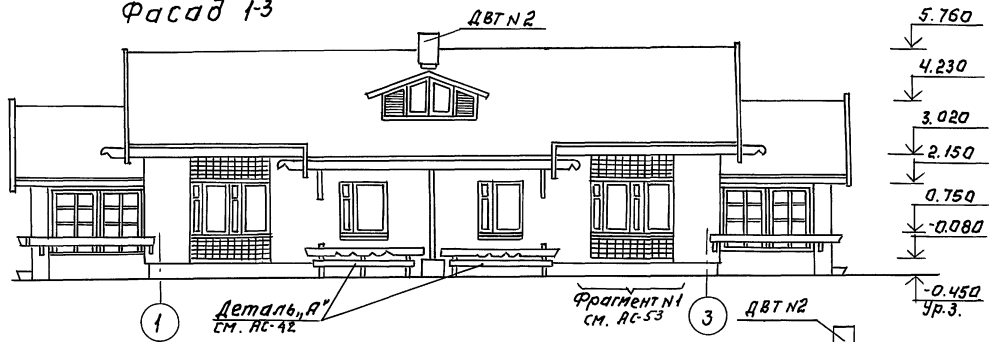 Фасад 1-3
ДВТ N2
5.760
4.230
3.020
2.150
0.750
-0.080
-0.450
Ур.З.
Деталь „А"
СМ. АС-42
Фрагмент N1
СМ. АС-53
1
3
ДВТ N2